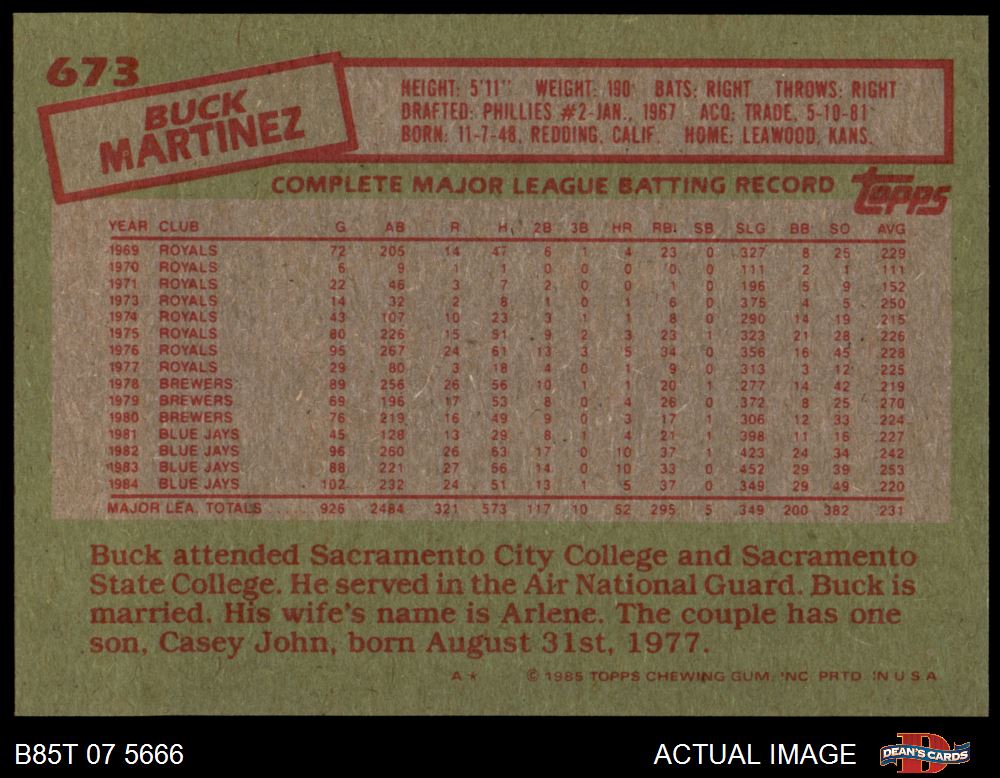 673
BUCK
MARTINEZ
HEIGHT: 5'11" WEIGHT: 190 BATS: RIGHT THROWS: RIGHT
DRAFTED: PHILLIES #2-JAN., 1967 ACQ: TRADE, 5-10-81
BORN: 11-7-48, REDDING, CALIF. HOME: LEAWOOD, KANS.
COMPLETE MAJOR LEAGUE BATTING RECORD
topps
YEAR CLUB G AB R H 2B 3B HR RBI SB SLG BB SO AVG
1969 ROYALS 72 205 14 47 6 1 4 23 0 .327 8 25 .229
1970 ROYALS 6 9 1 1 0 0 0 0 0 .111 2 1 .111
1971 ROYALS 22 46 3 7 2 0 0 1 0 .196 5 9 .152
1973 ROYALS 14 32 2 8 1 0 1 6 0 .375 4 5 .250
1974 ROYALS 43 107 10 23 3 1 1 8 0 .290 14 19 .215
1975 ROYALS 80 226 15 51 9 2 3 23 1 .323 21 28 .226
1976 ROYALS 95 267 24 61 13 3 5 34 0 .356 16 45 .228
1977 ROYALS 29 80 3 18 4 0 1 9 0 .313 3 12 .225
1978 BREWERS 89 256 26 56 10 1 1 20 1 .277 14 42 .219
1979 BREWERS 69 196 17 53 8 0 4 26 0 .372 8 25 .270
1980 BREWERS 76 219 16 49 9 0 3 17 1 .306 12 33 .224
1981 BLUE JAYS 45 128 13 29 8 1 4 21 1 .398 11 16 .227
1982 BLUE JAYS 96 260 26 63 17 0 10 37 1 .423 24 34 .242
1983 BLUE JAYS 88 221 27 56 14 0 10 33 0 .452 29 39 .253
1984 BLUE JAYS 102 232 24 51 13 1 5 37 0 .349 29 49 .220
MAJOR LEA. TOTALS 926 2484 321 573 117 10 52 295 5 .349 200 382 .231
Buck attended Sacramento City College and Sacramento
State College. He served in the Air National Guard. Buck is
married. His wife's name is Arlene. The couple has one
son, Casey John, born August 31st, 1977.
A* © 1985 TOPPS CHEWING GUM, INC. PRTD. IN U.S.A.
B85T 07 5666 ACTUAL IMAGE DEAN'S CARDS